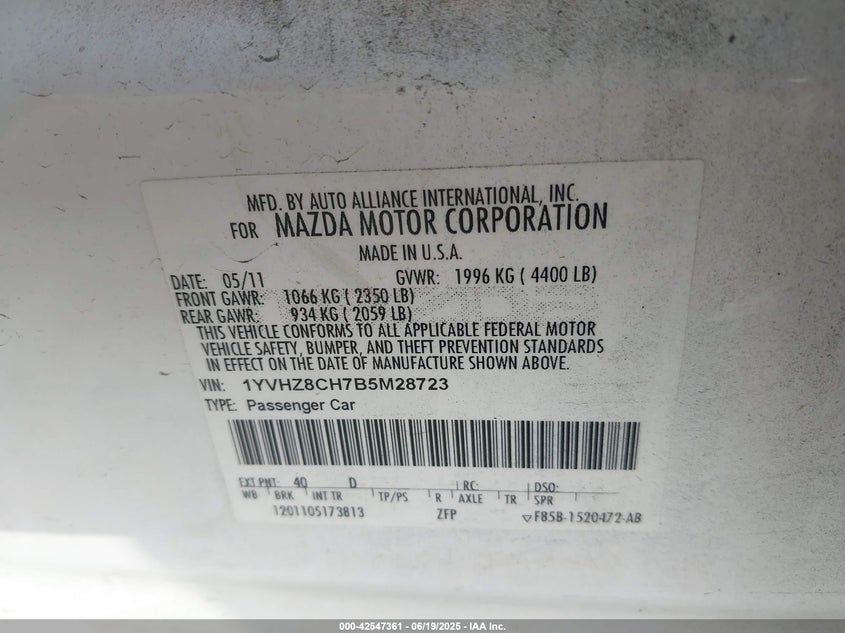 MFD. BY AUTO ALLIANCE INTERNATIONAL, INC.
FOR MAZDA MOTOR CORPORATION
MADE IN U.S.A.
DATE: 05/11 GVWR: 1996 KG ( 4400 LB)
FRONT GAWR: 1066 KG ( 2350 LB)
REAR GAWR: 934 KG ( 2059 LB)
THIS VEHICLE CONFORMS TO ALL APPLICABLE FEDERAL MOTOR
VEHICLE SAFETY, BUMPER, AND THEFT PREVENTION STANDARDS
IN EFFECT ON THE DATE OF MANUFACTURE SHOWN ABOVE.
VIN: 1YVHZ8CH7B5M28723
TYPE: Passenger Car
EXT PNT: 40 D RC: DSO:
WB BRK INT TR TP/PS R AXLE TR SPR
1201105173813 ZFP ▽F85B-1520472-AB
000-42547361 | 06/19/2025 - IAA Inc.